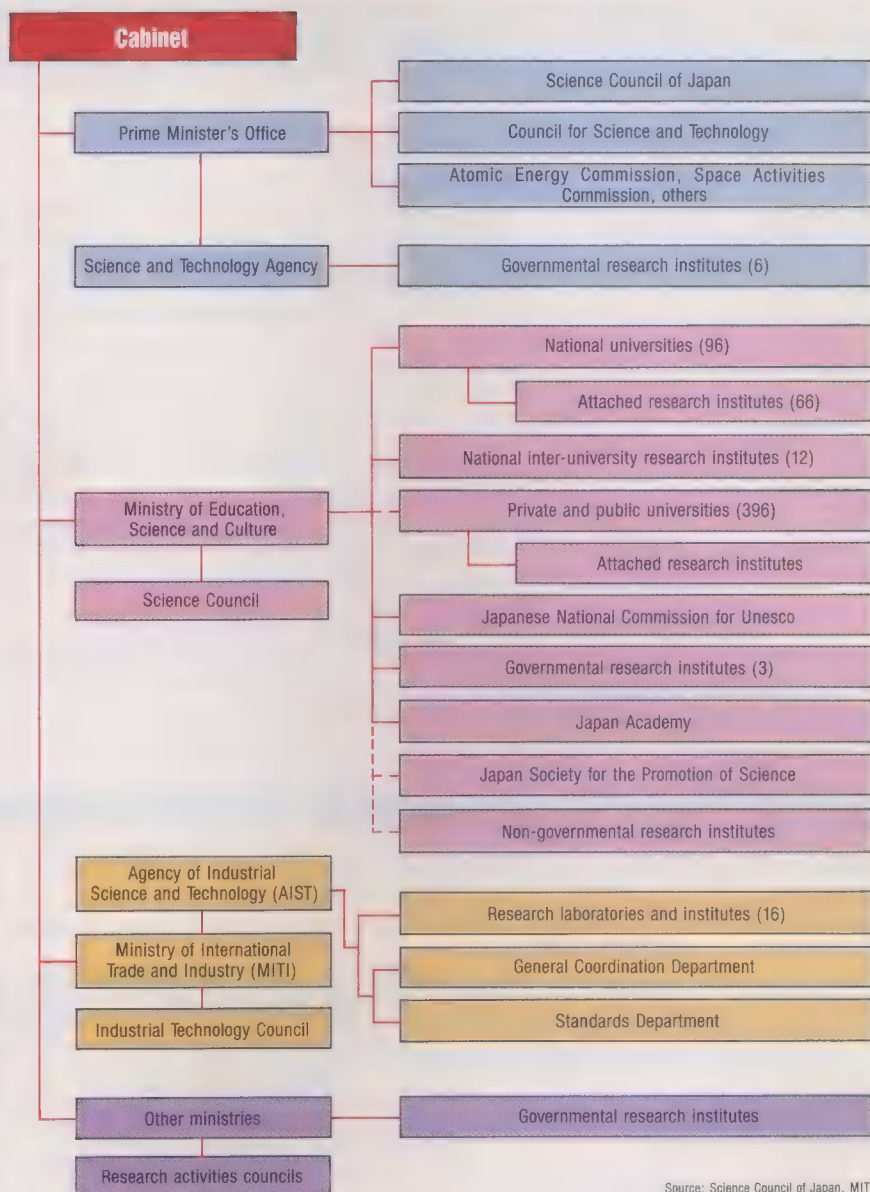 Cabinet
Prime Minister's Office
Science Council of Japan
Council for Science and Technology
Atomic Energy Commission, Space Activities
Commission, others
Science and Technology Agency
Governmental research institutes (6)
Ministry of Education,
Science and Culture
Science Council
National universities (96)
Attached research institutes (66)
National inter-university research institutes (12)
Private and public universities (396)
Attached research institutes
Japanese National Commission for Unesco
Governmental research institutes (3)
Japan Academy
Japan Society for the Promotion of Science
Non-governmental research institutes
Agency of Industrial
Science and Technology (AIST)
Ministry of International
Trade and Industry (MITI)
Industrial Technology Council
Research laboratories and institutes (16)
General Coordination Department
Standards Department
Other ministries
Governmental research institutes
Research activities councils
Source: Science Council of Japan, MIT